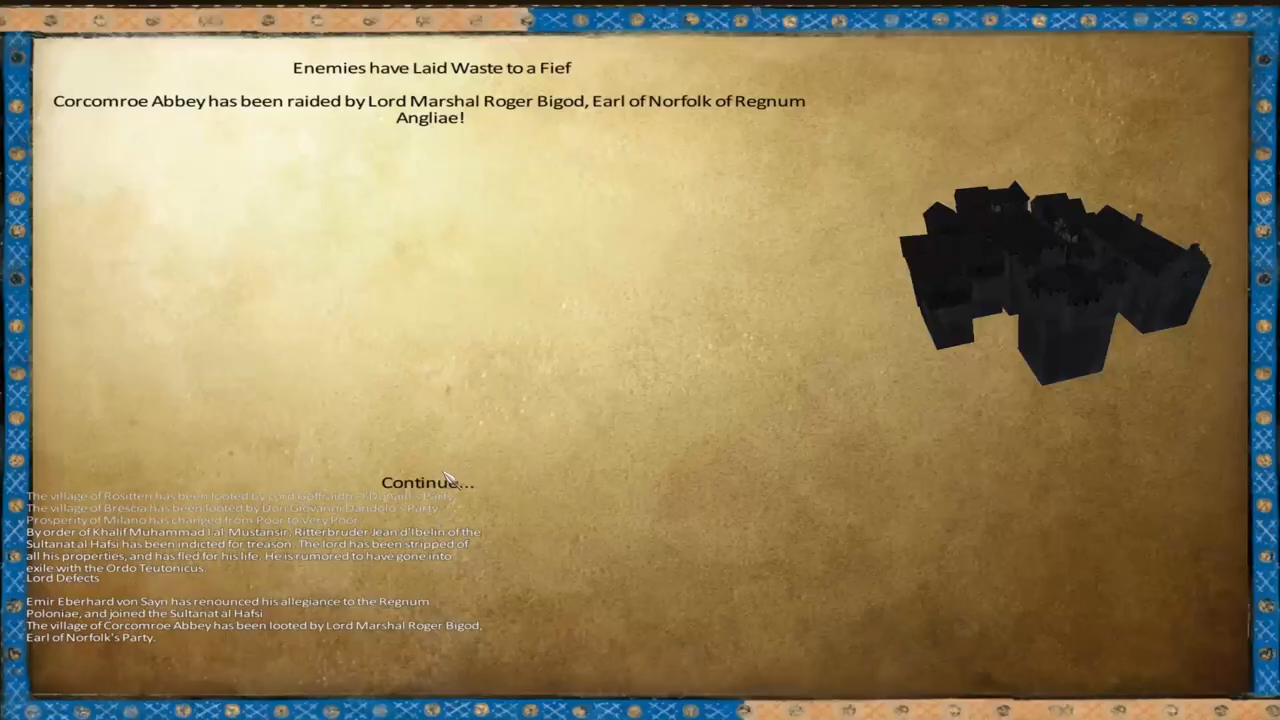 Enemies have Laid Waste to a Fief
Corcomroe Abbey has been raided by Lord Marshal Roger Bigod, Earl of Norfolk of Regnum
Angliae!
Continue...
The village of Rositten has been looted by Lord
The village of Brescia has been looted by Don Giovanni Dandolo's Party.
Prosperity of Milano has changed from Poor to Very Poor
By order of Khalif Muhammad I al-Mustansir, Ritterbruder Jean d'Ibelin of the
Sultanat al Hafsi has been indicted for treason. The lord has been stripped of
all his properties, and has fled for his life. He is rumored to have gone into
exile with the Ordo Teutonicus.
Lord Defects
Emir Eberhard von Sayn has renounced his allegiance to the Regnum
Poloniae, and joined the Sultanat al Hafsi
The village of Corcomroe Abbey has been looted by Lord Marshal Roger Bigod,
Earl of Norfolk's Party.